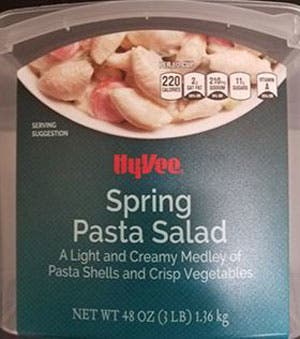 220
CALORIES
SERVING
SUGGESTION
HyVee
Spring
Pasta Salad
A Light and Creamy Medley of
Pasta Shells and Crisp Vegetables
NET WT 48 OZ (3 LB) 1.36 kg